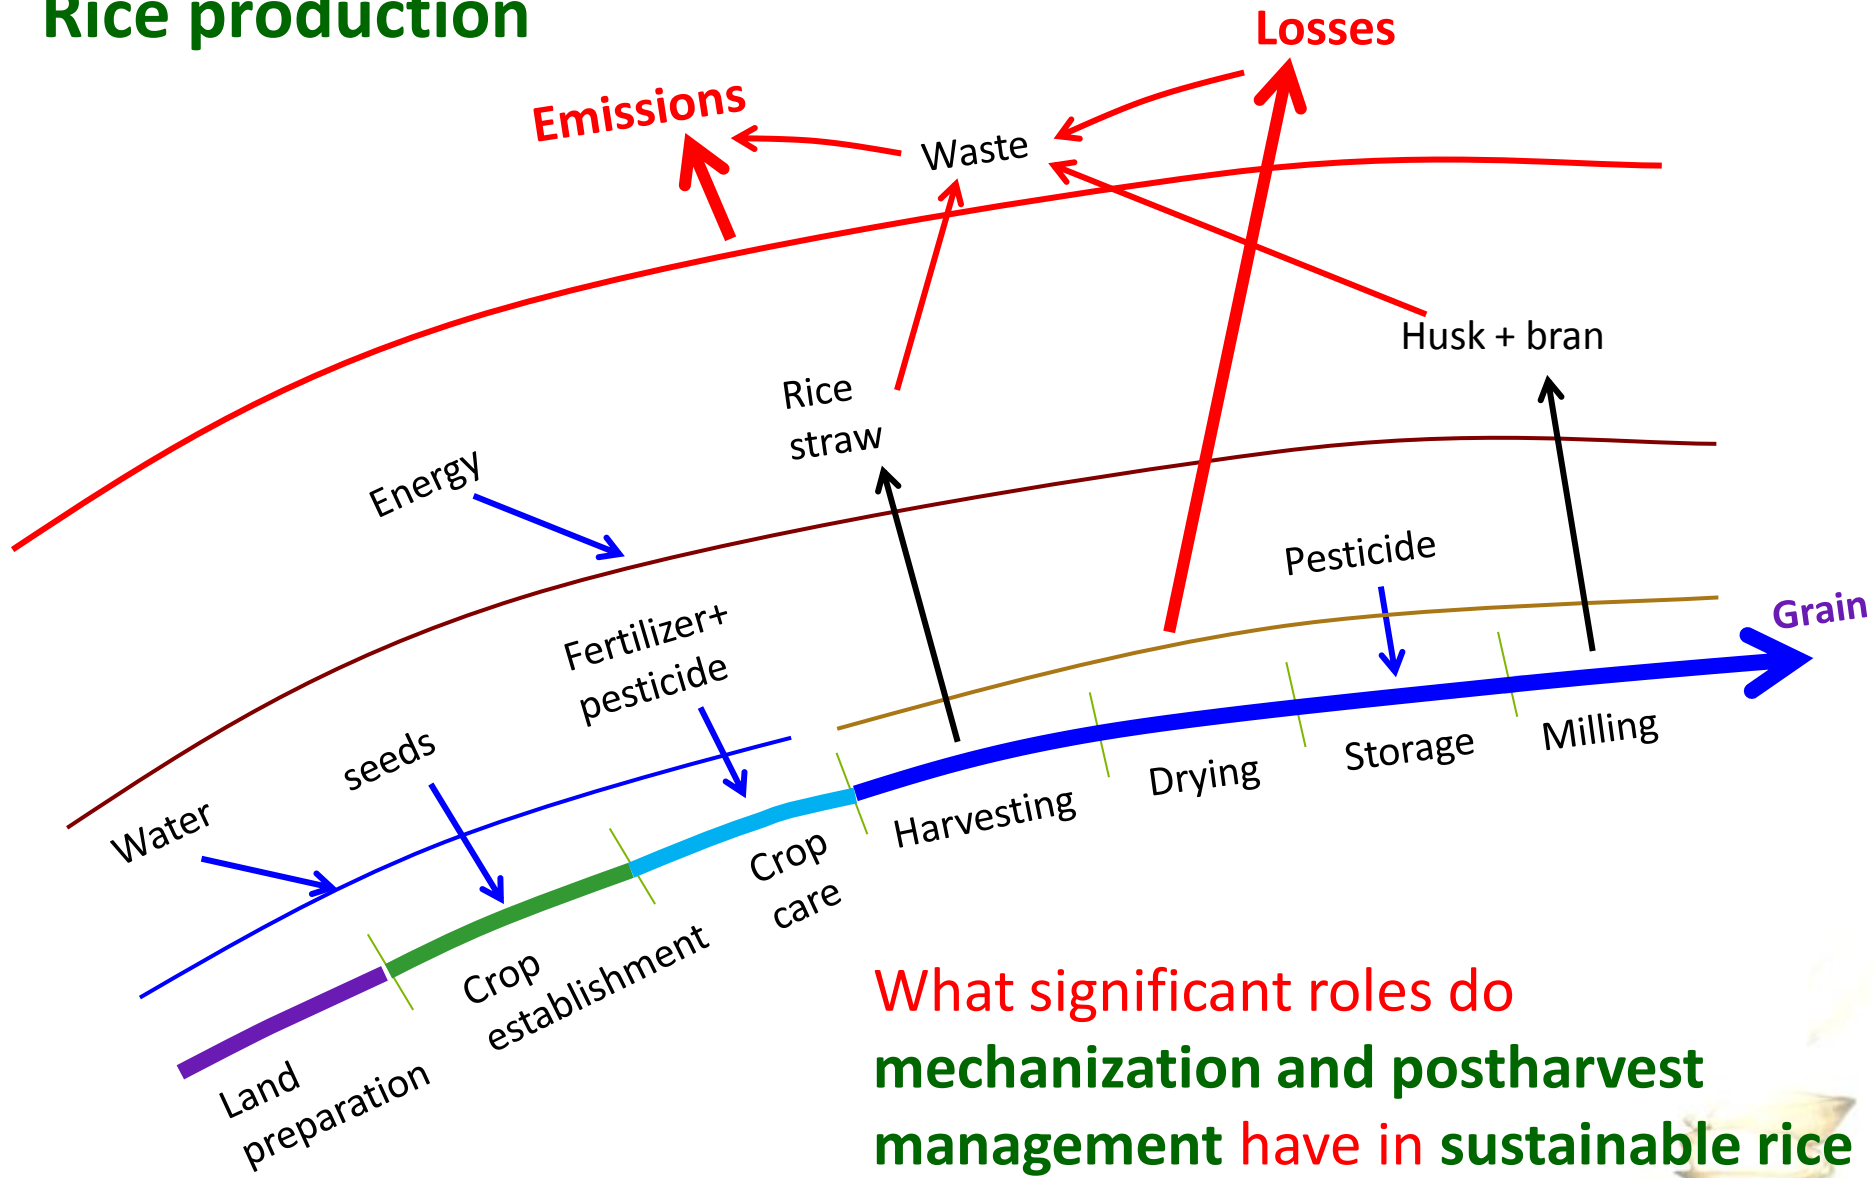 Rice production
Losses
Emissions
Waste
Husk + bran
Rice
straw
Energy
Pesticide
Fertilizer+
pesticide
Grain
seeds
Water
Milling
Storage
Drying
Harvesting
Crop
care
Crop
establishment
Land
preparation
What significant roles do
mechanization and postharvest
management have in sustainable rice